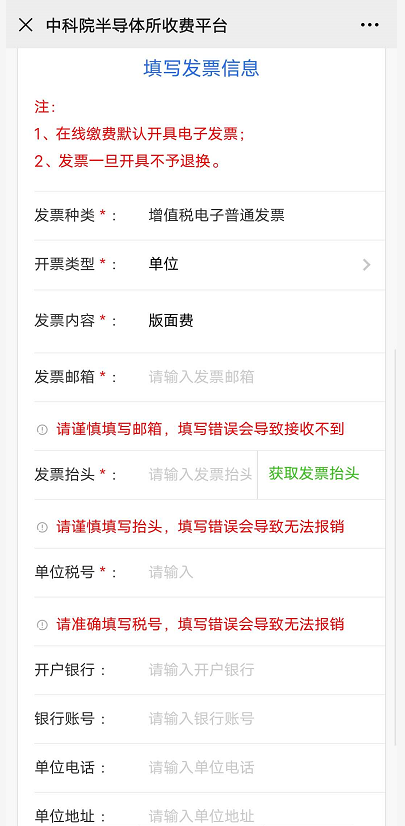 中科院半导体所收费平台
填写发票信息
注：
1、在线缴费默认开具电子发票；
2、发票一旦开具不予退换。
发票种类 * ： 增值税电子普通发票
开票类型 * ： 单位
发票内容 * ： 版面费
发票邮箱 * ： 请输入发票邮箱
请谨慎填写邮箱，填写错误会导致接收不到
发票抬头 * ： 请输入发票抬头 获取发票抬头
请谨慎填写抬头，填写错误会导致无法报销
单位税号 * ： 请输入
请准确填写税号，填写错误会导致无法报销
开户银行 ： 请输入开户银行
银行账号 ： 请输入银行账号
单位电话 ： 请输入单位电话
单位地址 ： 请输入单位地址